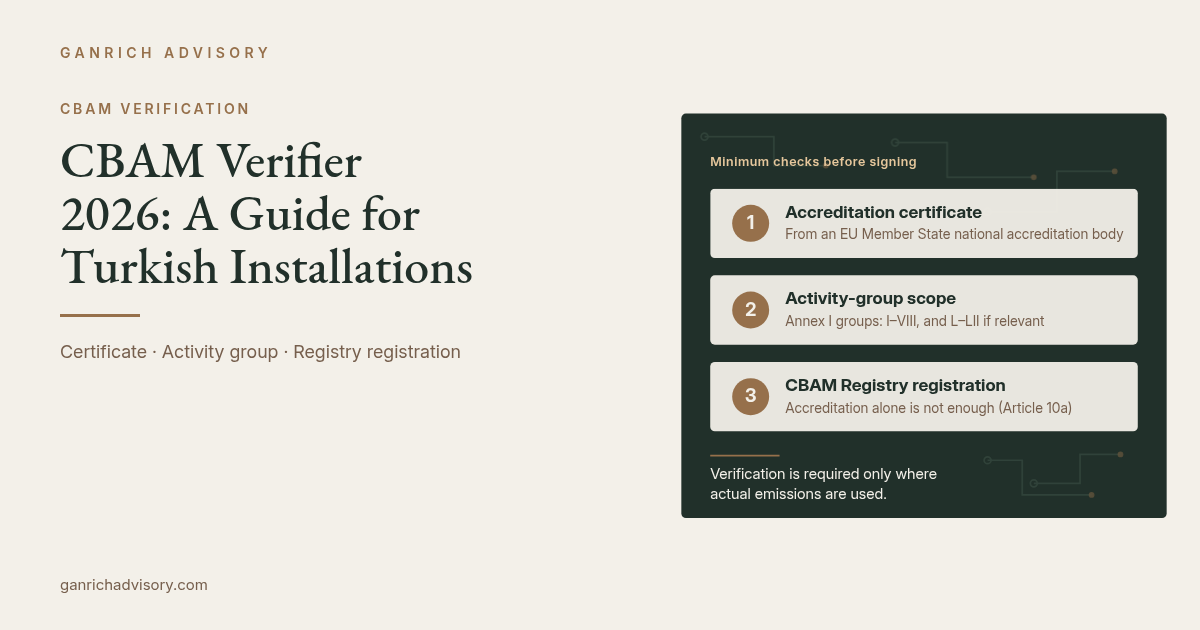 GANRICH ADVISORY
CBAM VERIFICATION
CBAM Verifier
2026: A Guide for
Turkish Installations
Certificate · Activity group · Registry registration
ganrichadvisory.com
Minimum checks before signing
1
Accreditation certificate
From an EU Member State national accreditation body
2
Activity-group scope
Annex I groups: I–VIII, and L–LII if relevant
3
CBAM Registry registration
Accreditation alone is not enough (Article 10a)
Verification is required only where
actual emissions are used.